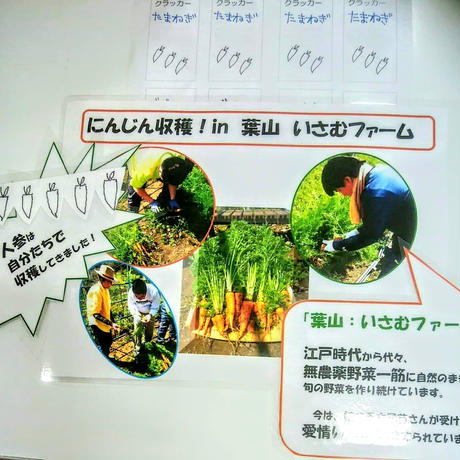 クラッカー クラッカー クラッカー クラッカー
たまねぎ たまねぎ たまねぎ たまねぎ
にんじん収穫！in 葉山 いさむファーム
人参は
自分たちで
収穫してきました！
「葉山：いさむファー
江戸時代から代々、
無農薬野菜一筋に自然のま
旬の野菜を作り続けています。
今は、
さんが受け
愛情
られていま